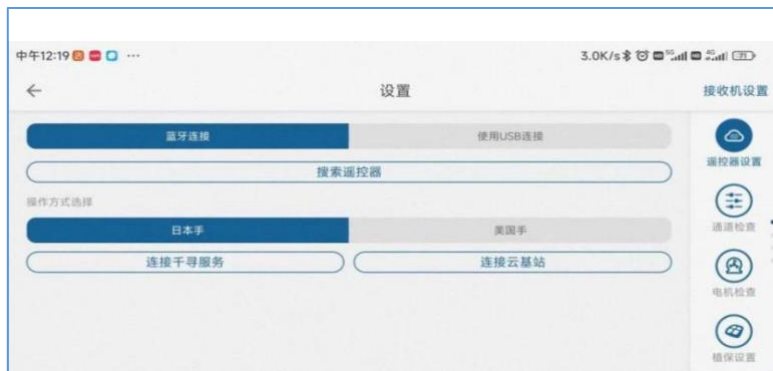 中午12:19 ... 3.0K/s 5G 4G 71
设置
接收机设置
蓝牙连接 使用USB连接
搜索遥控器
操作方式选择
日本手 美国手
连接千寻服务 连接云基站
遥控器设置
通道检查
电机检查
植保设置